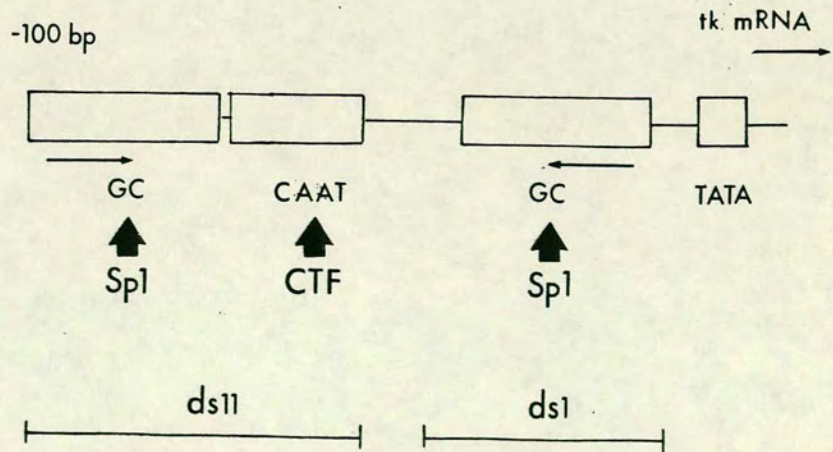 -100 bp
tk mRNA
GC CAAT GC TATA
Sp1 CTF Sp1
ds11 ds1